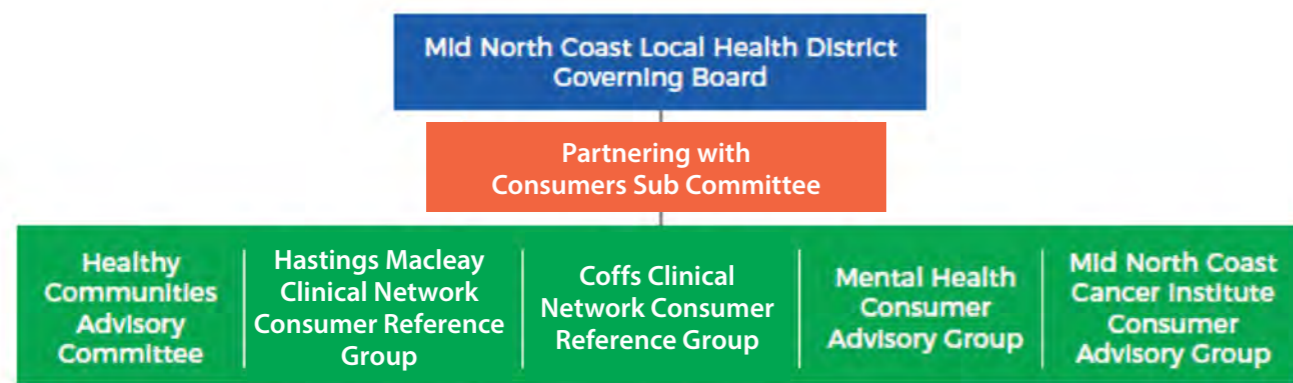 Mid North Coast Local Health District
Governing Board
Partnering with
Consumers Sub Committee
Healthy
Communities
Advisory
Committee
Hastings Macleay
Clinical Network
Consumer Reference
Group
Coffs Clinical
Network Consumer
Reference Group
Mental Health
Consumer
Advisory Group
Mid North Coast
Cancer Institute
Consumer
Advisory Group